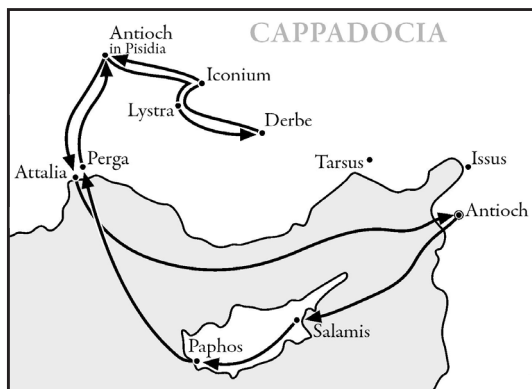 CAPPADOCIA
Antioch
in Pisidia
Iconium
Lystra
Derbe
Tarsus
Issus
Perga
Attalia
Antioch
Salamis
Paphos